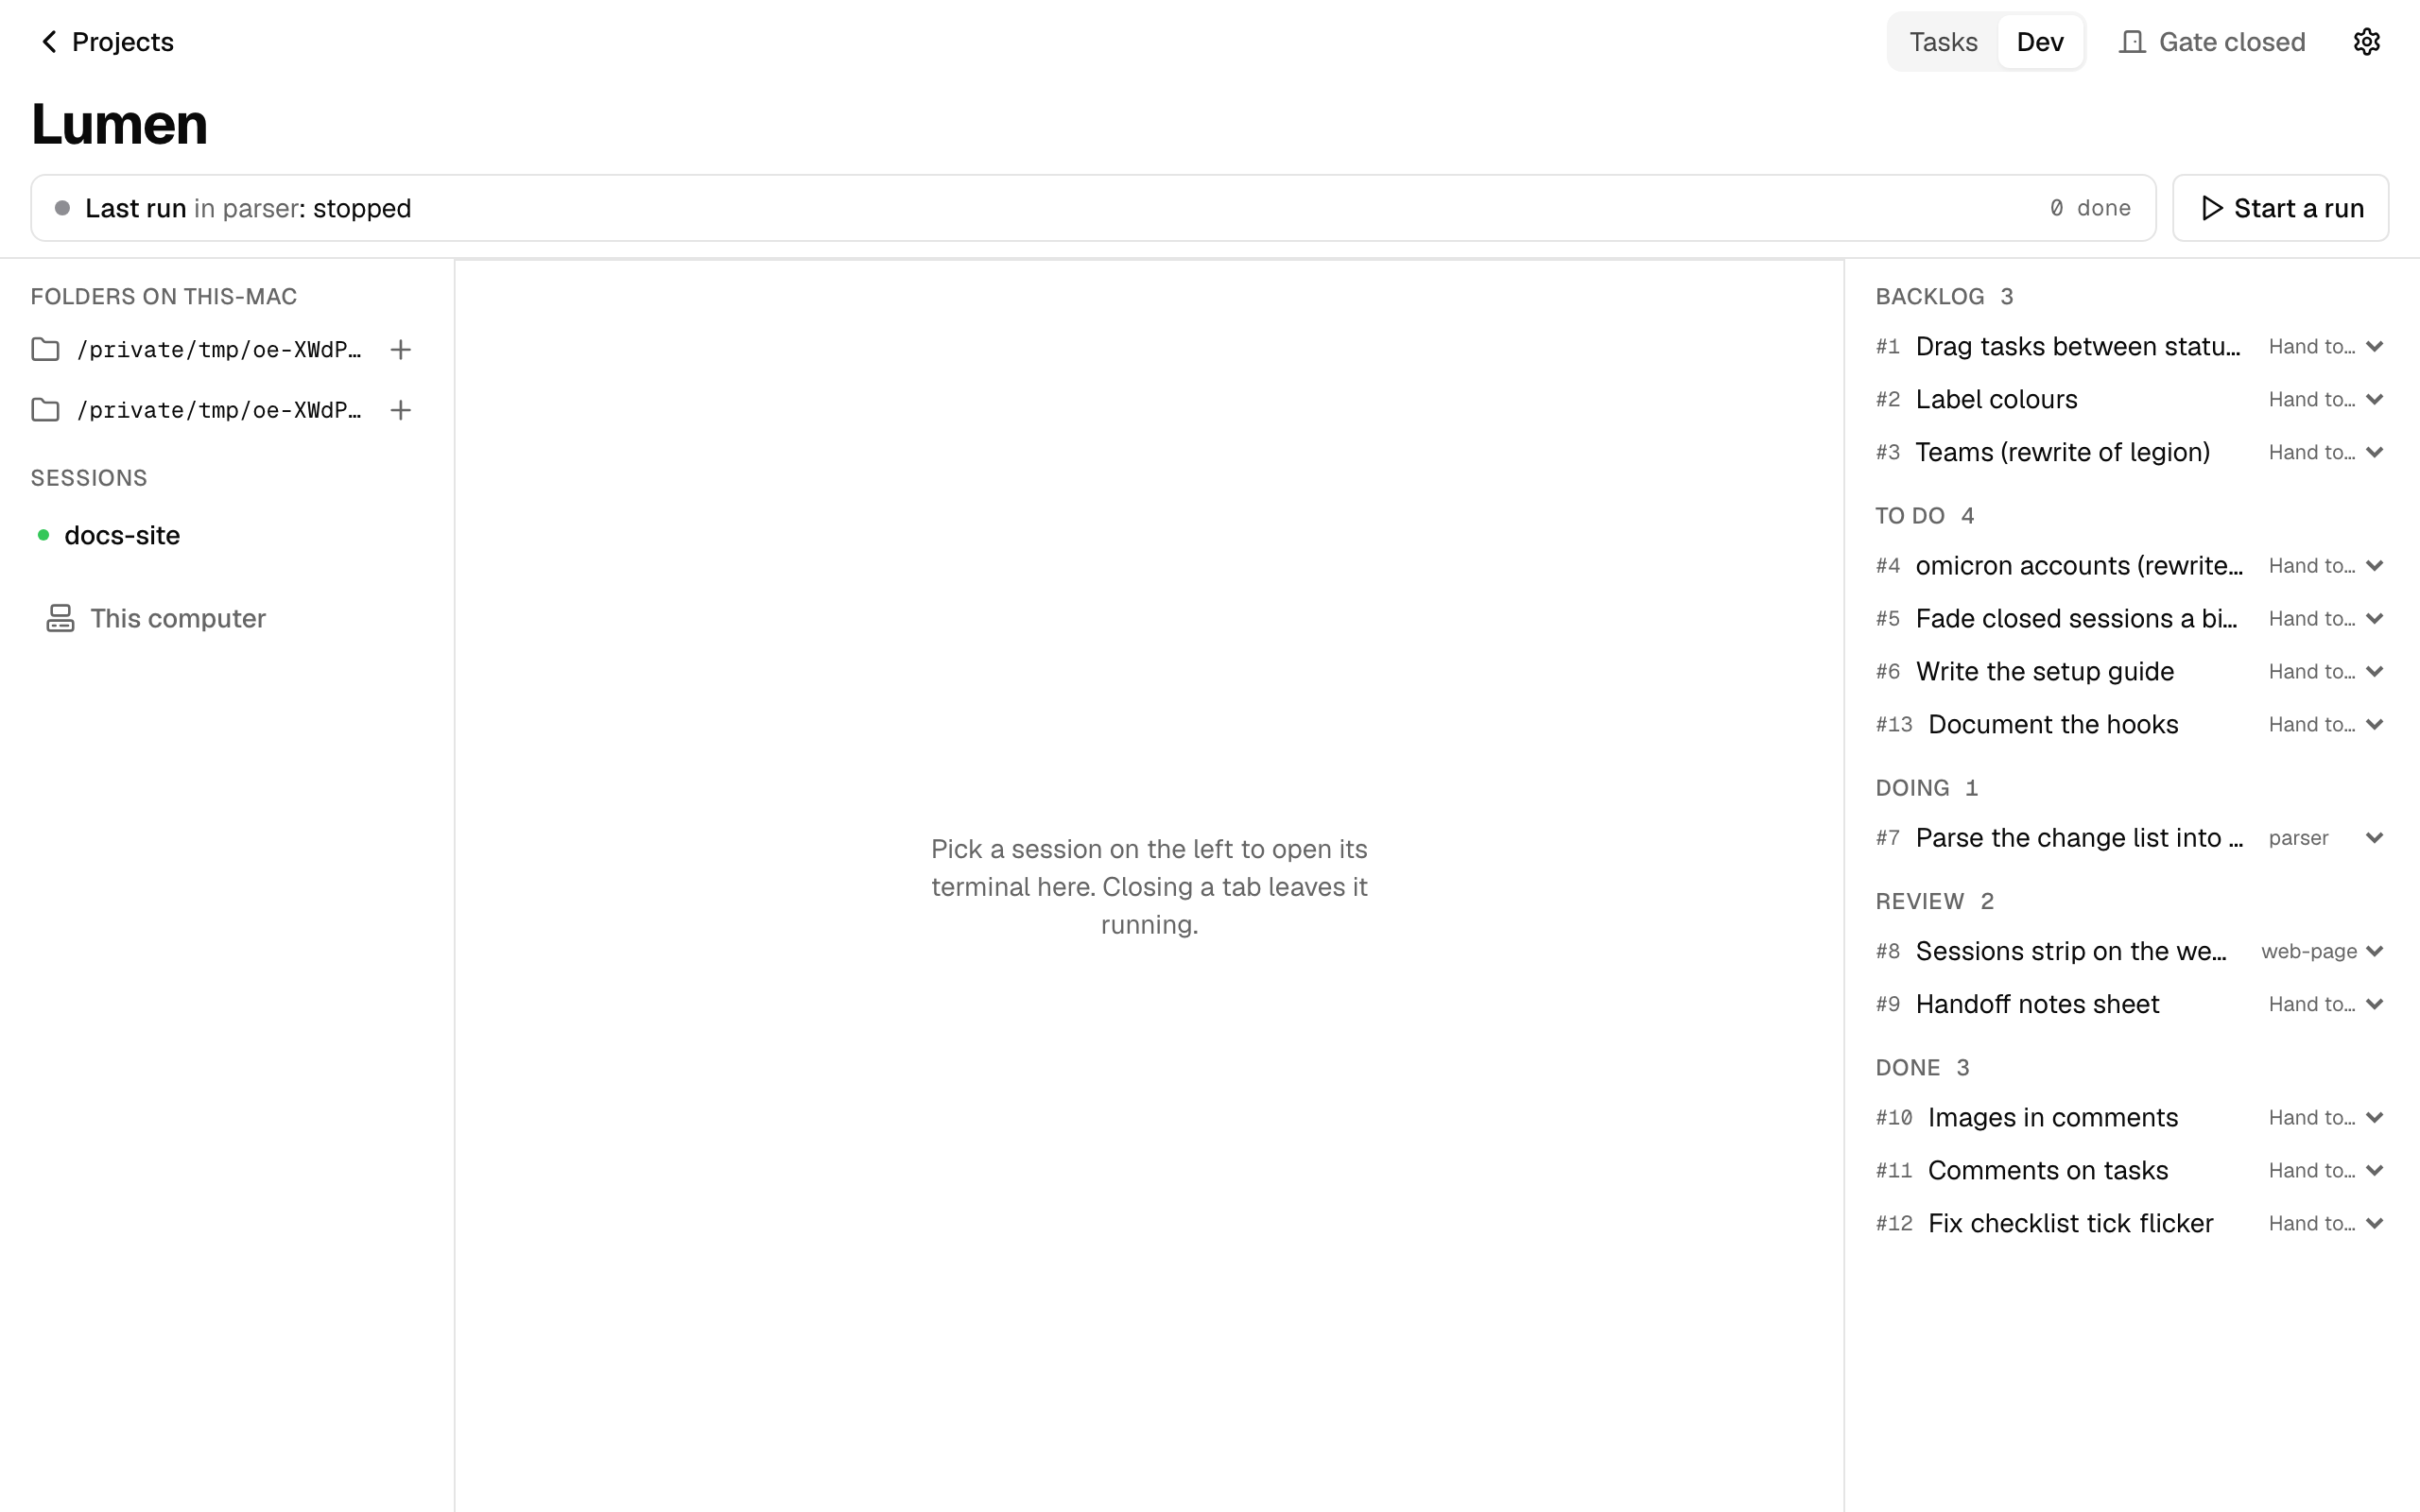 Projects
Tasks
Dev
Gate closed
Lumen
Last run in parser: stopped
0 done
Start a run
FOLDERS ON THIS-MAC
/private/tmp/oe-XWdP…
/private/tmp/oe-XWdP…
SESSIONS
docs-site
This computer
Pick a session on the left to open its
terminal here. Closing a tab leaves it
running.
BACKLOG 3
#1 Drag tasks between statu… Hand to…
#2 Label colours Hand to…
#3 Teams (rewrite of legion) Hand to…
TO DO 4
#4 omicron accounts (rewrite… Hand to…
#5 Fade closed sessions a bi… Hand to…
#6 Write the setup guide Hand to…
#13 Document the hooks Hand to…
DOING 1
#7 Parse the change list into … parser
REVIEW 2
#8 Sessions strip on the we… web-page
#9 Handoff notes sheet Hand to…
DONE 3
#10 Images in comments Hand to…
#11 Comments on tasks Hand to…
#12 Fix checklist tick flicker Hand to…